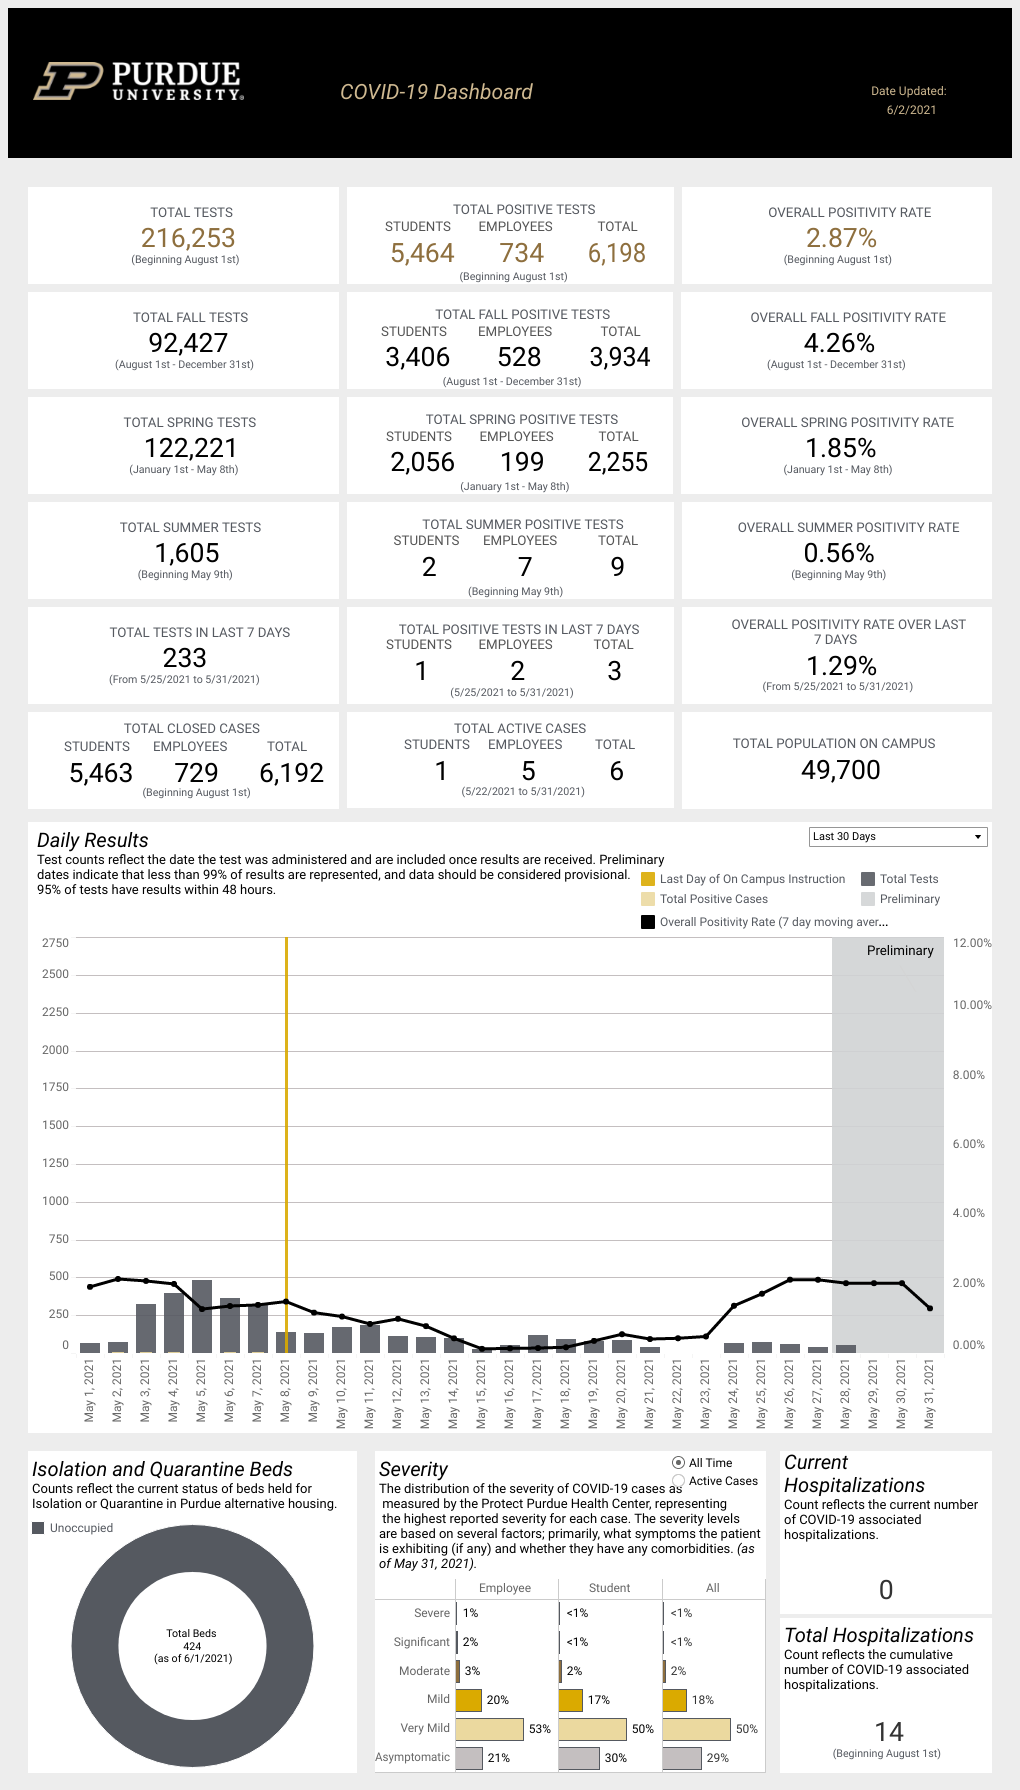 PURDUE
UNIVERSITY®
COVID-19 Dashboard
Date Updated:
6/2/2021
TOTAL TESTS
216,253
(Beginning August 1st)
TOTAL POSITIVE TESTS
STUDENTS EMPLOYEES TOTAL
5,464 734 6,198
(Beginning August 1st)
OVERALL POSITIVITY RATE
2.87%
(Beginning August 1st)
TOTAL FALL TESTS
92,427
(August 1st - December 31st)
TOTAL FALL POSITIVE TESTS
STUDENTS EMPLOYEES TOTAL
3,406 528 3,934
(August 1st - December 31st)
OVERALL FALL POSITIVITY RATE
4.26%
(August 1st - December 31st)
TOTAL SPRING TESTS
122,221
(January 1st - May 8th)
TOTAL SPRING POSITIVE TESTS
STUDENTS EMPLOYEES TOTAL
2,056 199 2,255
(January 1st - May 8th)
OVERALL SPRING POSITIVITY RATE
1.85%
(January 1st - May 8th)
TOTAL SUMMER TESTS
1,605
(Beginning May 9th)
TOTAL SUMMER POSITIVE TESTS
STUDENTS EMPLOYEES TOTAL
2 7 9
(Beginning May 9th)
OVERALL SUMMER POSITIVITY RATE
0.56%
(Beginning May 9th)
TOTAL TESTS IN LAST 7 DAYS
233
(From 5/25/2021 to 5/31/2021)
TOTAL POSITIVE TESTS IN LAST 7 DAYS
STUDENTS EMPLOYEES TOTAL
1 2 3
(5/25/2021 to 5/31/2021)
OVERALL POSITIVITY RATE OVER LAST
7 DAYS
1.29%
(From 5/25/2021 to 5/31/2021)
TOTAL CLOSED CASES
STUDENTS EMPLOYEES TOTAL
5,463 729 6,192
(Beginning August 1st)
TOTAL ACTIVE CASES
STUDENTS EMPLOYEES TOTAL
1 5 6
(5/22/2021 to 5/31/2021)
TOTAL POPULATION ON CAMPUS
49,700
Daily Results
Last 30 Days
Test counts reflect the date the test was administered and are included once results are received. Preliminary
dates indicate that less than 99% of results are represented, and data should be considered provisional.
95% of tests have results within 48 hours.
Last Day of On Campus Instruction
Total Tests
Total Positive Cases
Preliminary
Overall Positivity Rate (7 day moving aver...
Preliminary
2750
2500
2250
2000
1750
1500
1250
1000
750
500
250
0
12.00%
10.00%
8.00%
6.00%
4.00%
2.00%
0.00%
May 1, 2021
May 2, 2021
May 3, 2021
May 4, 2021
May 5, 2021
May 6, 2021
May 7, 2021
May 8, 2021
May 9, 2021
May 10, 2021
May 11, 2021
May 12, 2021
May 13, 2021
May 14, 2021
May 15, 2021
May 16, 2021
May 17, 2021
May 18, 2021
May 19, 2021
May 20, 2021
May 21, 2021
May 22, 2021
May 23, 2021
May 24, 2021
May 25, 2021
May 26, 2021
May 27, 2021
May 28, 2021
May 29, 2021
May 30, 2021
May 31, 2021
Isolation and Quarantine Beds
Counts reflect the current status of beds held for
Isolation or Quarantine in Purdue alternative housing.
Unoccupied
Total Beds
424
(as of 6/1/2021)
Severity
All Time
Active Cases
The distribution of the severity of COVID-19 cases as
measured by the Protect Purdue Health Center, representing
the highest reported severity for each case. The severity levels
are based on several factors; primarily, what symptoms the patient
is exhibiting (if any) and whether they have any comorbidities. (as
of May 31, 2021).
Employee Student All
Severe 1% <1% <1%
Significant 2% <1% <1%
Moderate 3% 2% 2%
Mild 20% 17% 18%
Very Mild 53% 50% 50%
Asymptomatic 21% 30% 29%
Current
Hospitalizations
Count reflects the current number
of COVID-19 associated
hospitalizations.
0
Total Hospitalizations
Count reflects the cumulative
number of COVID-19 associated
hospitalizations.
14
(Beginning August 1st)